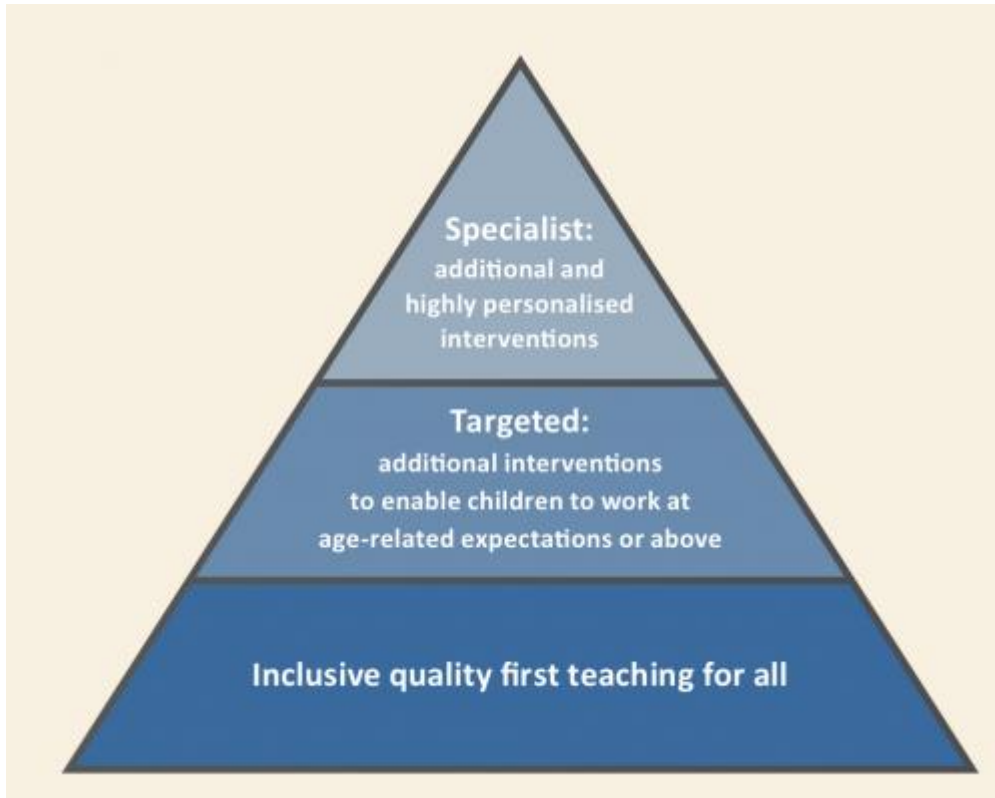 Specialist:
additional and
highly personalised
interventions
Targeted:
additional interventions
to enable children to work at
age-related expectations or above
Inclusive quality first teaching for all